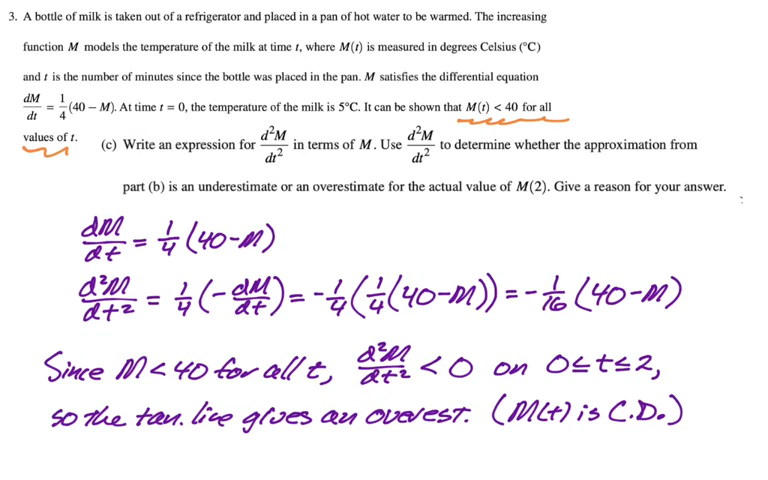 3. A bottle of milk is taken out of a refrigerator and placed in a pan of hot water to be warmed. The increasing
function M models the temperature of the milk at time t, where M(t) is measured in degrees Celsius (°C)
and t is the number of minutes since the bottle was placed in the pan. M satisfies the differential equation
dM/dt = 1/4 (40 – M). At time t = 0, the temperature of the milk is 5°C. It can be shown that M(t) < 40 for all
values of t.
(c) Write an expression for d²M/dt² in terms of M. Use d²M/dt² to determine whether the approximation from
part (b) is an underestimate or an overestimate for the actual value of M(2). Give a reason for your answer.
dM/dt = 1/4 (40-M)
d²M/dt² = 1/4 (-dM/dt) = -1/4 (1/4 (40-M)) = -1/16 (40-M)
Since M < 40 for all t, d²M/dt² < 0 on 0 ≤ t ≤ 2,
so the tan. line gives an overest. (M(t) is C.D.)